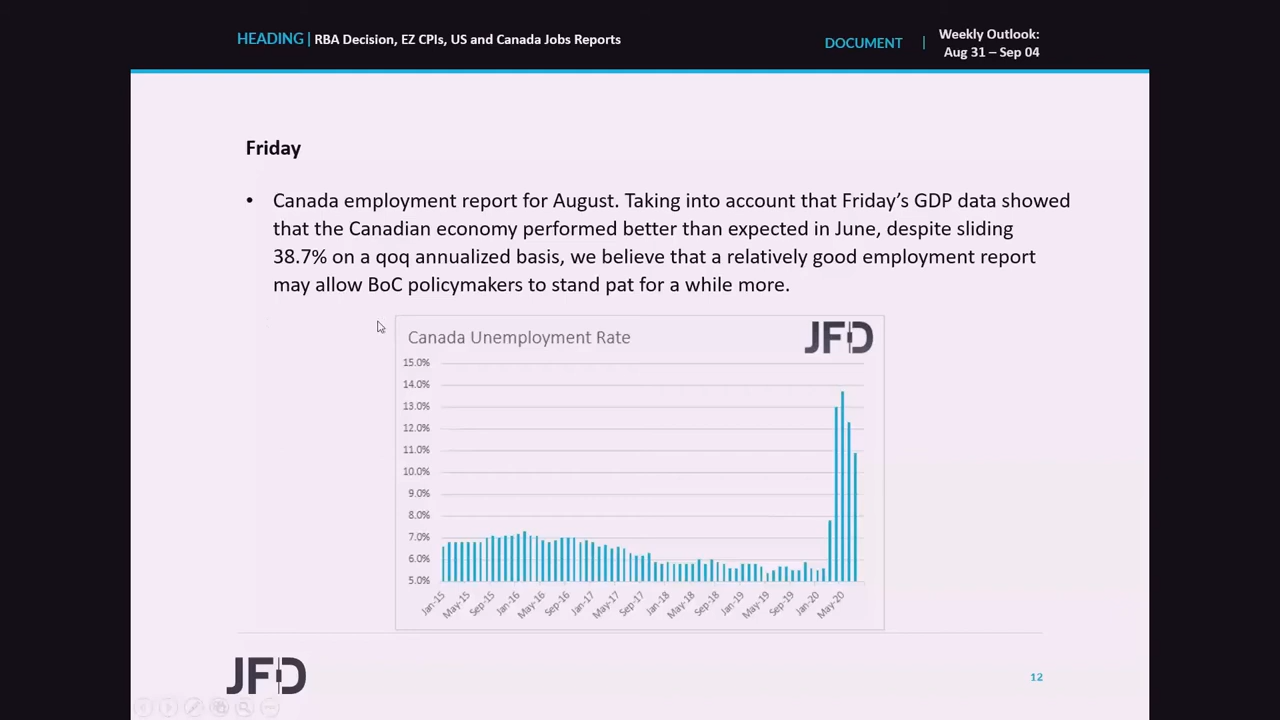 HEADING | RBA Decision, EZ CPIs, US and Canada Jobs Reports
DOCUMENT | Weekly Outlook:
Aug 31 – Sep 04
Friday
• Canada employment report for August. Taking into account that Friday’s GDP data showed
that the Canadian economy performed better than expected in June, despite sliding
38.7% on a qoq annualized basis, we believe that a relatively good employment report
may allow BoC policymakers to stand pat for a while more.
Canada Unemployment Rate
JFD
15.0%
14.0%
13.0%
12.0%
11.0%
10.0%
9.0%
8.0%
7.0%
6.0%
5.0%
Jan-15 May-15 Sep-15 Jan-16 May-16 Sep-16 Jan-17 May-17 Sep-17 Jan-18 May-18 Sep-18 Jan-19 May-19 Sep-19 Jan-20 May-20
JFD
12